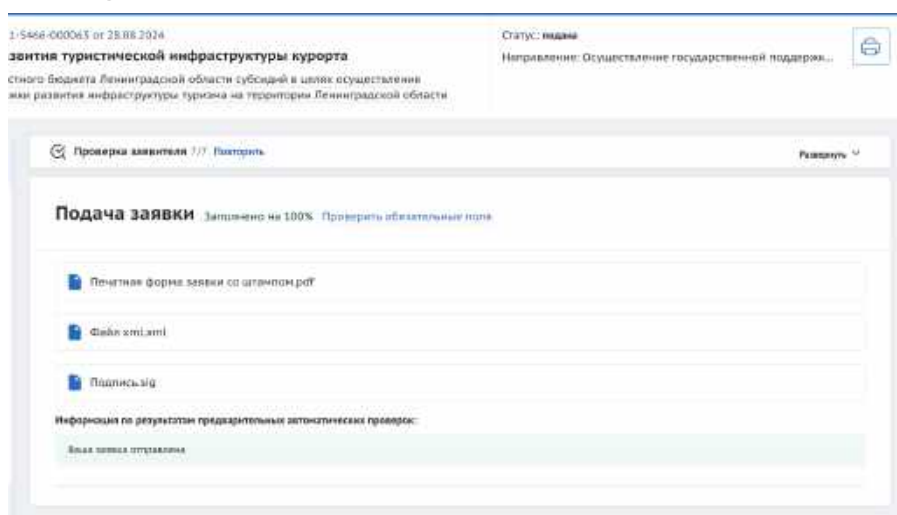 1-5466-000063 от 28.08.2024
звития туристической инфраструктуры курорта
стного бюджета Ленинградской области субсидий в целях осуществления
жки развития инфраструктуры туризма на территории Ленинградской области
Статус: подана
Направление: Осуществление государственной поддержк...
Проверка заявителя 7/7 Повторить
Развернуть
Подача заявки Заполнено на 100% Проверить обязательные поля
Печатная форма заявки со штампом.pdf
Файл xml.xml
Подпись.sig
Информация по результатам предварительных автоматических проверок:
Ваша заявка отправлена